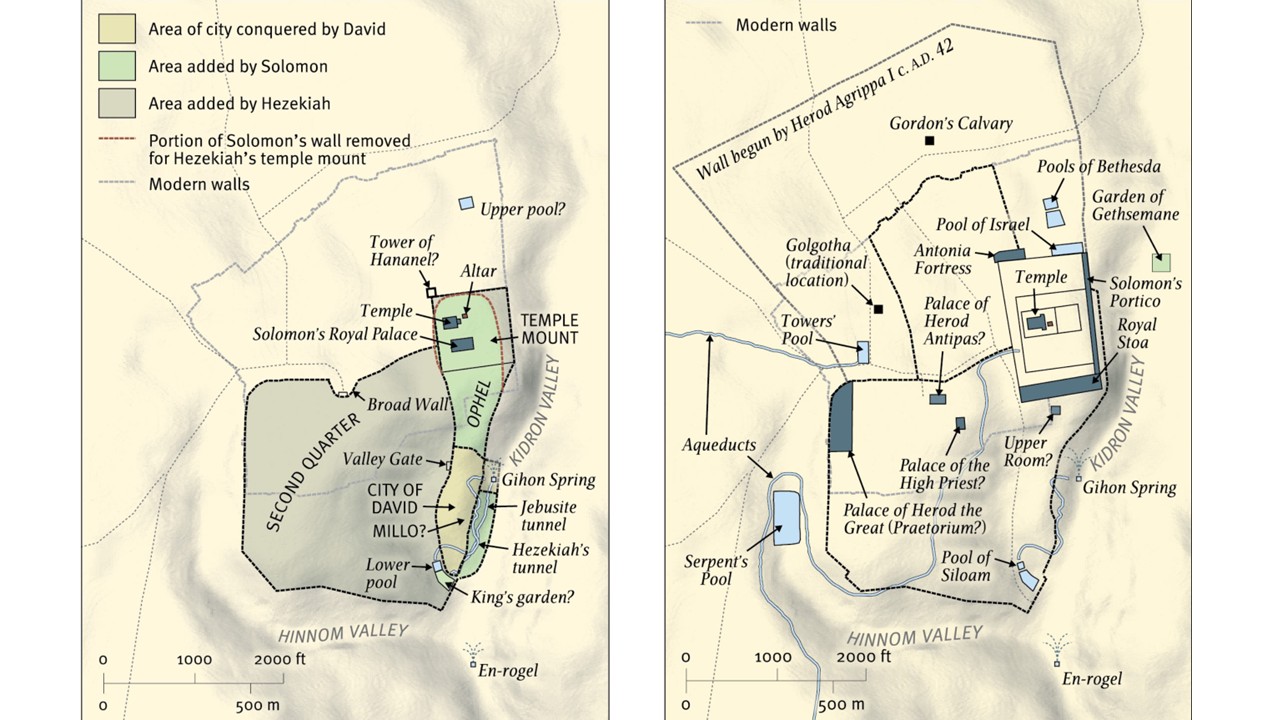 Area of city conquered by David
Area added by Solomon
Area added by Hezekiah
Portion of Solomon's wall removed
for Hezekiah's temple mount
Modern walls
Upper pool?
Tower of
Hananel?
Altar
Temple
Solomon's Royal Palace
TEMPLE
MOUNT
Broad Wall
OPHEL
KIDRON VALLEY
SECOND QUARTER
Valley Gate
Gihon Spring
CITY OF
DAVID
MILLO?
Jebusite
tunnel
Hezekiah's
tunnel
Lower
pool
King's garden?
HINNOM VALLEY
0 1000 2000 ft
En-rogel
0 500 m
Modern walls
Wall begun by Herod Agrippa I c. A.D. 42
Gordon's Calvary
Pools of Bethesda
Garden of
Gethsemane
Pool of Israel
Golgotha
(traditional
location)
Antonia
Fortress
Temple
Solomon's
Portico
Palace of
Herod
Antipas?
Towers'
Pool
Royal
Stoa
KIDRON VALLEY
Aqueducts
Upper
Room?
Palace of the
High Priest?
Gihon Spring
Palace of Herod the
Great (Praetorium?)
Serpent's
Pool
Pool of
Siloam
HINNOM VALLEY
0 1000 2000 ft
En-rogel
0 500 m